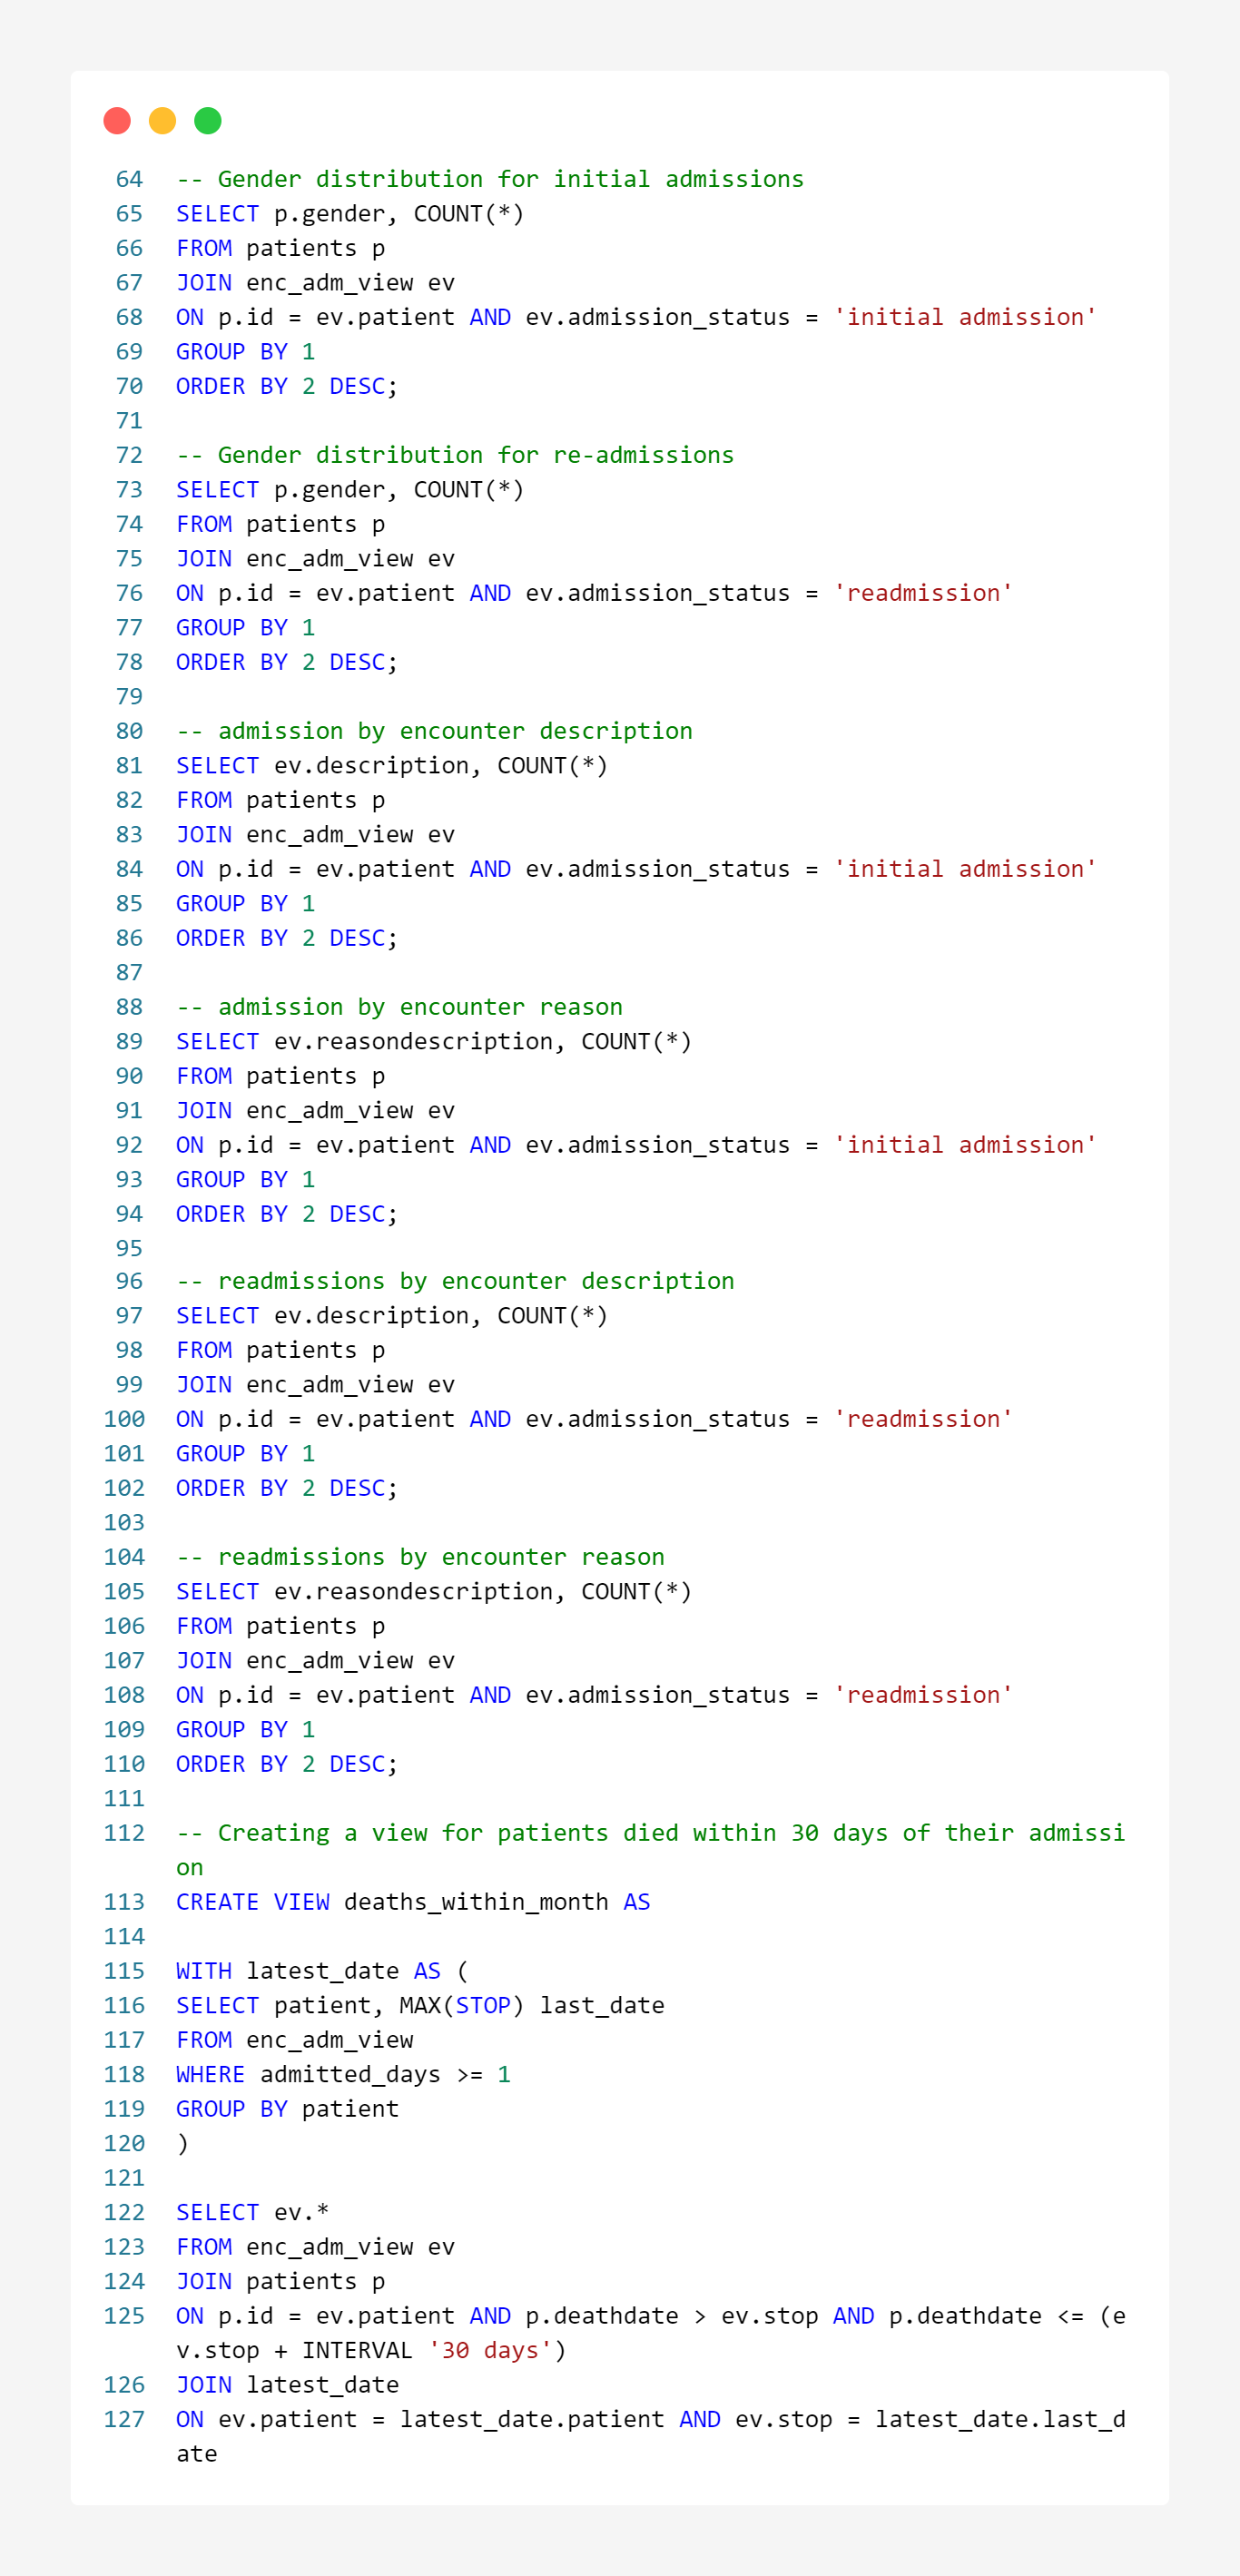 64 -- Gender distribution for initial admissions
65 SELECT p.gender, COUNT(*)
66 FROM patients p
67 JOIN enc_adm_view ev
68 ON p.id = ev.patient AND ev.admission_status = 'initial admission'
69 GROUP BY 1
70 ORDER BY 2 DESC;
71
72 -- Gender distribution for re-admissions
73 SELECT p.gender, COUNT(*)
74 FROM patients p
75 JOIN enc_adm_view ev
76 ON p.id = ev.patient AND ev.admission_status = 'readmission'
77 GROUP BY 1
78 ORDER BY 2 DESC;
79
80 -- admission by encounter description
81 SELECT ev.description, COUNT(*)
82 FROM patients p
83 JOIN enc_adm_view ev
84 ON p.id = ev.patient AND ev.admission_status = 'initial admission'
85 GROUP BY 1
86 ORDER BY 2 DESC;
87
88 -- admission by encounter reason
89 SELECT ev.reasondescription, COUNT(*)
90 FROM patients p
91 JOIN enc_adm_view ev
92 ON p.id = ev.patient AND ev.admission_status = 'initial admission'
93 GROUP BY 1
94 ORDER BY 2 DESC;
95
96 -- readmissions by encounter description
97 SELECT ev.description, COUNT(*)
98 FROM patients p
99 JOIN enc_adm_view ev
100 ON p.id = ev.patient AND ev.admission_status = 'readmission'
101 GROUP BY 1
102 ORDER BY 2 DESC;
103
104 -- readmissions by encounter reason
105 SELECT ev.reasondescription, COUNT(*)
106 FROM patients p
107 JOIN enc_adm_view ev
108 ON p.id = ev.patient AND ev.admission_status = 'readmission'
109 GROUP BY 1
110 ORDER BY 2 DESC;
111
112 -- Creating a view for patients died within 30 days of their admissi
on
113 CREATE VIEW deaths_within_month AS
114
115 WITH latest_date AS (
116 SELECT patient, MAX(STOP) last_date
117 FROM enc_adm_view
118 WHERE admitted_days >= 1
119 GROUP BY patient
120 )
121
122 SELECT ev.*
123 FROM enc_adm_view ev
124 JOIN patients p
125 ON p.id = ev.patient AND p.deathdate > ev.stop AND p.deathdate <= (e
v.stop + INTERVAL '30 days')
126 JOIN latest_date
127 ON ev.patient = latest_date.patient AND ev.stop = latest_date.last_d
ate